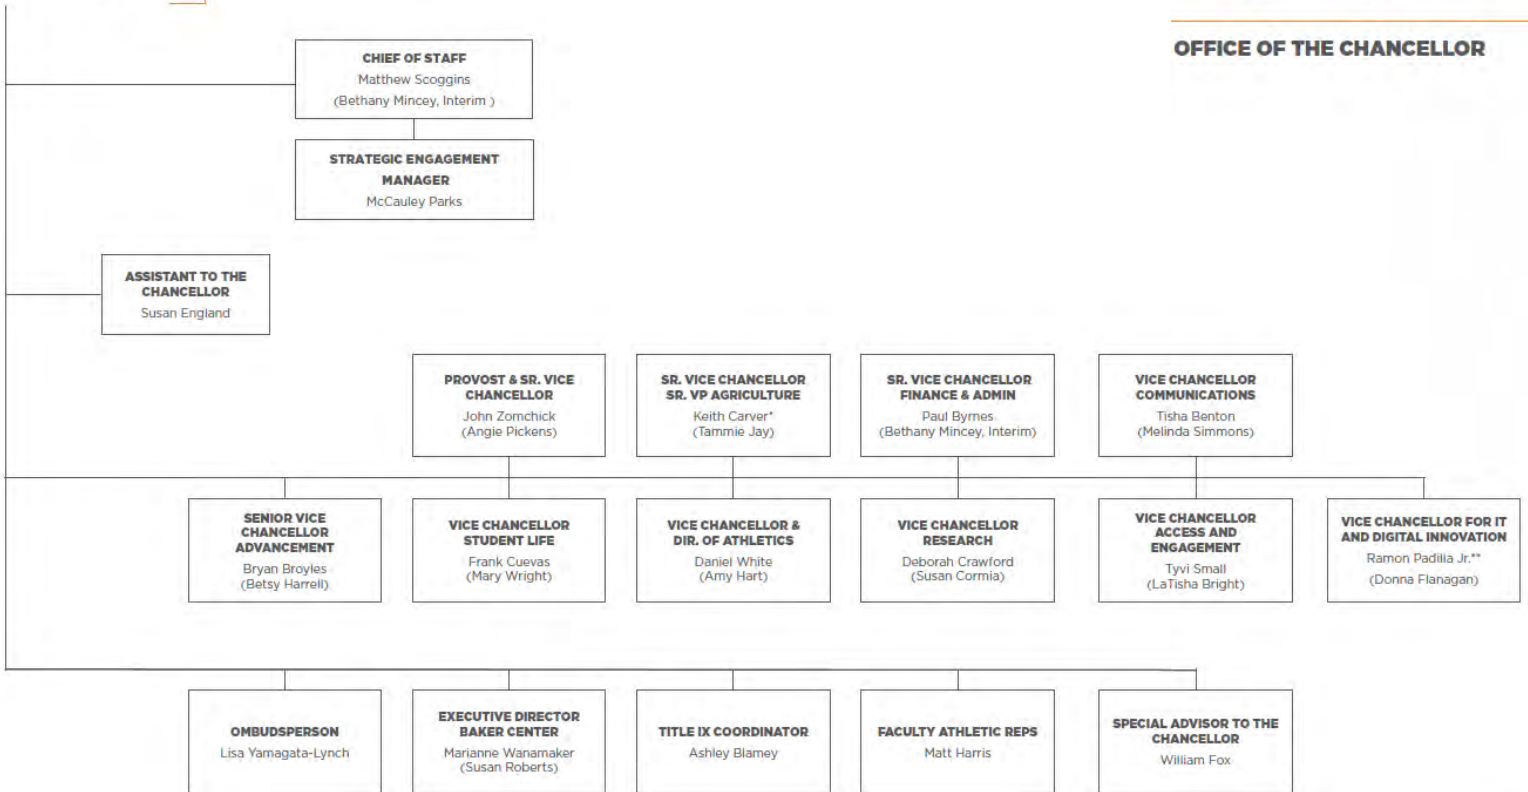 OFFICE OF THE CHANCELLOR
CHIEF OF STAFF
Matthew Scoggins
(Bethany Mincey, Interim )
STRATEGIC ENGAGEMENT
MANAGER
McCauley Parks
ASSISTANT TO THE
CHANCELLOR
Susan England
PROVOST & SR. VICE
CHANCELLOR
John Zomchick
(Angie Pickens)
SR. VICE CHANCELLOR
SR. VP AGRICULTURE
Keith Carver*
(Tammie Jay)
SR. VICE CHANCELLOR
FINANCE & ADMIN
Paul Byrnes
(Bethany Mincey, Interim)
VICE CHANCELLOR
COMMUNICATIONS
Tisha Benton
(Melinda Simmons)
SENIOR VICE
CHANCELLOR
ADVANCEMENT
Bryan Broyles
(Betsy Harrell)
VICE CHANCELLOR
STUDENT LIFE
Frank Cuevas
(Mary Wright)
VICE CHANCELLOR &
DIR. OF ATHLETICS
Daniel White
(Amy Hart)
VICE CHANCELLOR
RESEARCH
Deborah Crawford
(Susan Cormia)
VICE CHANCELLOR
ACCESS AND
ENGAGEMENT
Tyvi Small
(LaTisha Bright)
VICE CHANCELLOR FOR IT
AND DIGITAL INNOVATION
Ramon Padilla Jr.**
(Donna Flanagan)
OMBUDSPERSON
Lisa Yamagata-Lynch
EXECUTIVE DIRECTOR
BAKER CENTER
Marianne Wanamaker
(Susan Roberts)
TITLE IX COORDINATOR
Ashley Blamey
FACULTY ATHLETIC REPS
Matt Harris
SPECIAL ADVISOR TO THE
CHANCELLOR
William Fox